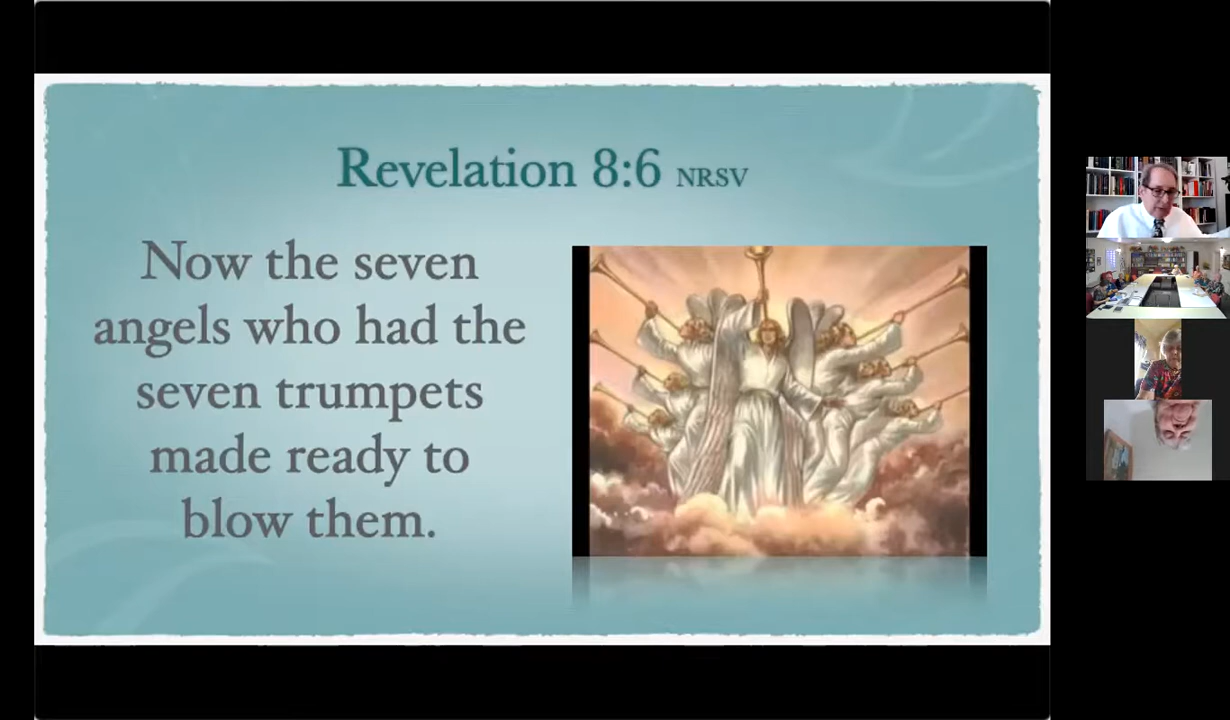 Revelation 8:6 NRSV
Now the seven
angels who had the
seven trumpets
made ready to
blow them.